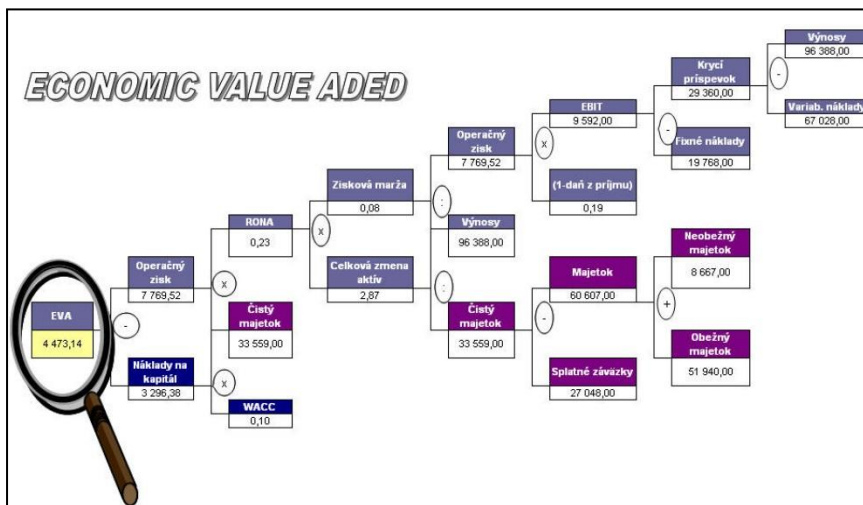 ECONOMIC VALUE ADED
EVA
4 473,14
-
Operačný
zisk
7 769,52
Náklady na
kapitál
3 296,38
x
x
RONA
0,23
Čistý
majetok
33 559,00
WACC
0,10
x
Zisková marža
0,08
Celková zmena
aktív
2,87
:
:
Operačný
zisk
7 769,52
Výnosy
96 388,00
Čistý
majetok
33 559,00
x
-
EBIT
9 592,00
(1-daň z príjmu)
0,19
Majetok
60 607,00
Splatné záväzky
27 048,00
-
+
Krycí
príspevok
29 360,00
Fixné náklady
19 768,00
Neobežný
majetok
8 667,00
Obežný
majetok
51 940,00
-
Výnosy
96 388,00
Variab. náklady
67 028,00